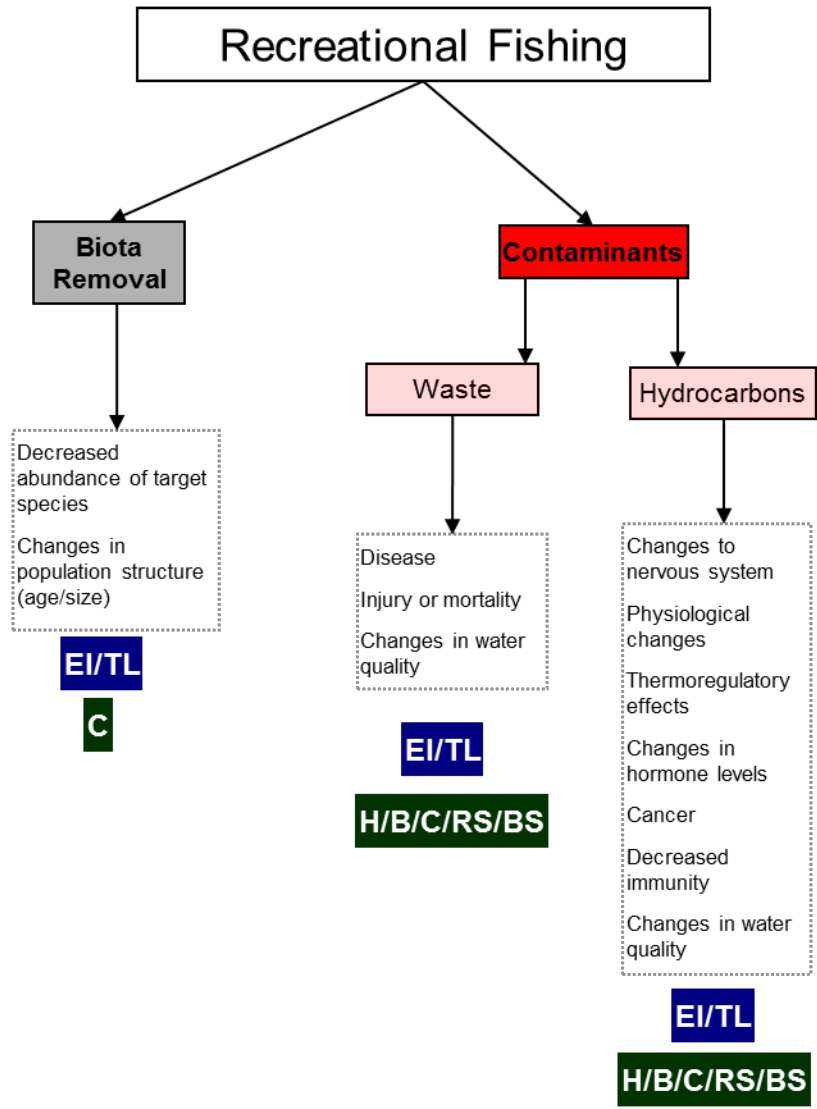 Recreational Fishing
Biota
Removal
Contaminants
Waste
Hydrocarbons
Decreased
abundance of target
species
Changes in
population structure
(age/size)
EI/TL
C
Disease
Injury or mortality
Changes in water
quality
EI/TL
H/B/C/RS/BS
Changes to
nervous system
Physiological
changes
Thermoregulatory
effects
Changes in
hormone levels
Cancer
Decreased
immunity
Changes in water
quality
EI/TL
H/B/C/RS/BS